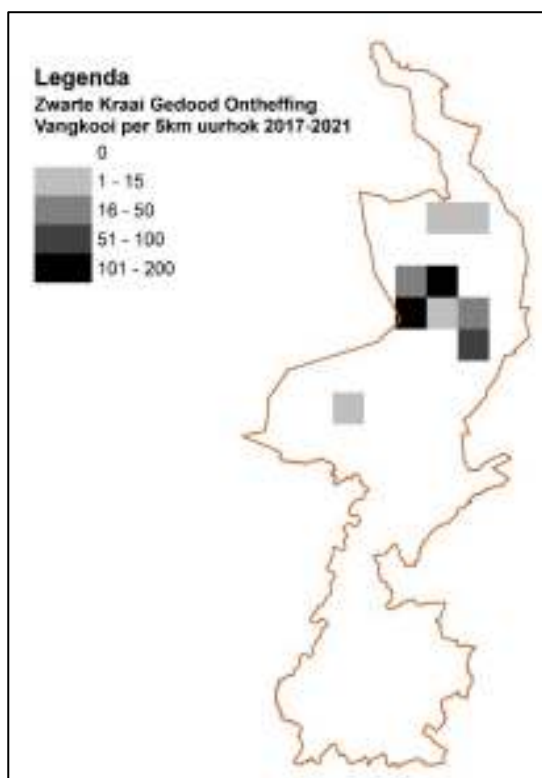 Legenda
Zwarte Kraai Gedood Ontheffing
Vangkooi per 5km uurhok 2017-2021
0
1 - 15
16 - 50
51 - 100
101 - 200